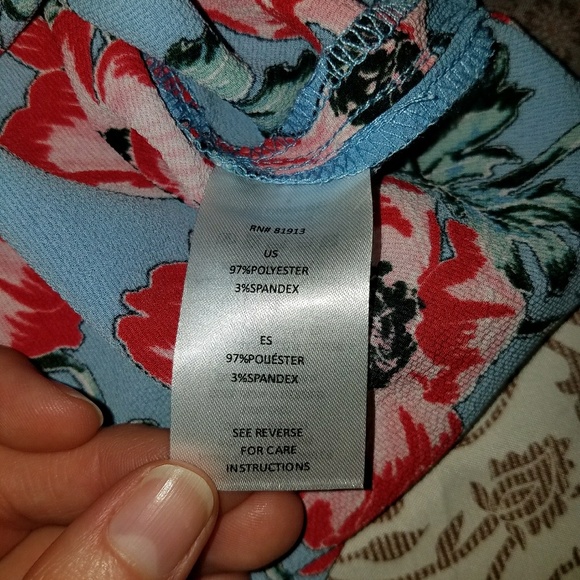 RN# 81913
US
97%POLYESTER
3%SPANDEX
ES
97%POLIÉSTER
3%SPANDEX
SEE REVERSE
FOR CARE
INSTRUCTIONS